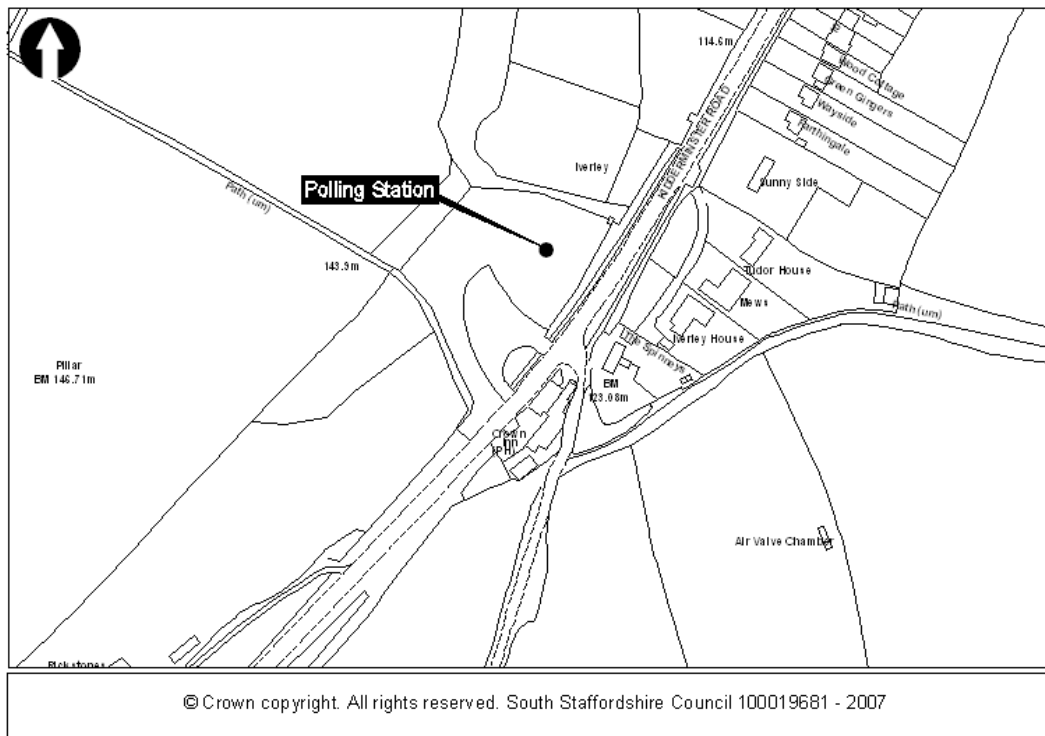 114.6m
Wood Cottage
Green Gingers
Wayside
Farthingale
KIDDERMINSTER ROAD
Iverley
Sunny Side
Path (um)
Polling Station
143.9m
Tudor House
Mews
Path (um)
Iverley House
Little Spinneys
Pillar
BM 146.71m
BM
123.08m
Crown
Inn
(PH)
Air Valve Chamber
Rickstones
© Crown copyright. All rights reserved. South Staffordshire Council 100019681 - 2007